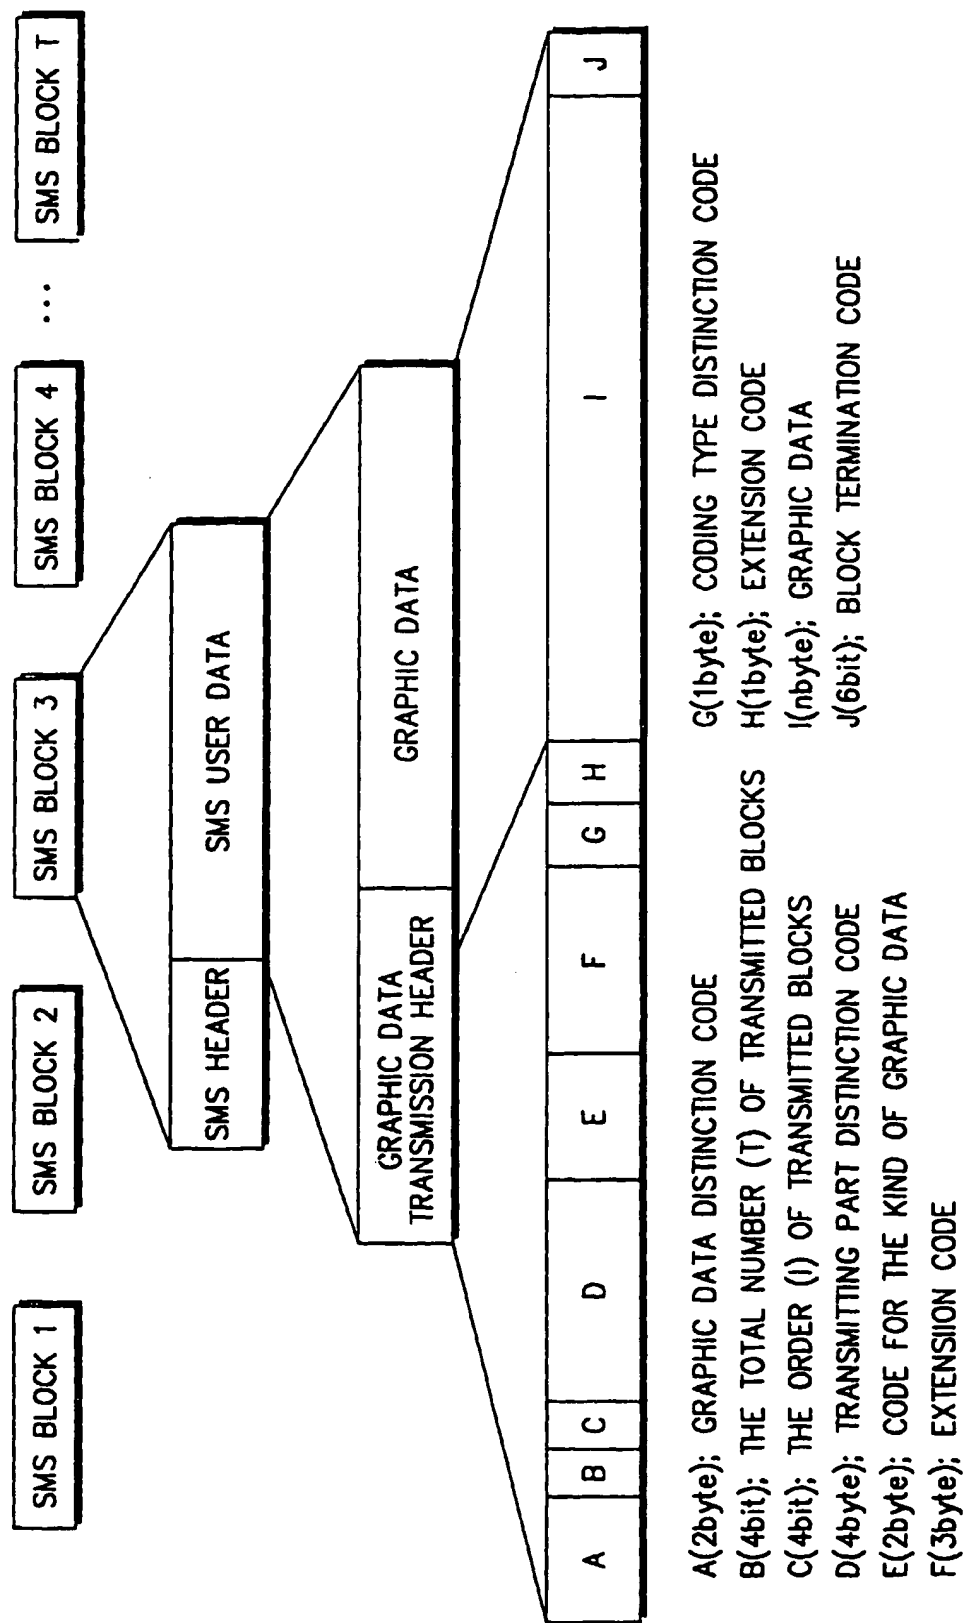 SMS BLOCK 1
SMS BLOCK 2
SMS BLOCK 3
SMS BLOCK 4
...
SMS BLOCK T
SMS HEADER
SMS USER DATA
GRAPHIC DATA
TRANSMISSION HEADER
GRAPHIC DATA
A
B
C
D
E
F
G
H
I
J
A(2byte); GRAPHIC DATA DISTINCTION CODE
B(4bit); THE TOTAL NUMBER (T) OF TRANSMITTED BLOCKS
C(4bit); THE ORDER (I) OF TRANSMITTED BLOCKS
D(4byte); TRANSMITTING PART DISTINCTION CODE
E(2byte); CODE FOR THE KIND OF GRAPHIC DATA
F(3byte); EXTENSIION CODE
G(1byte); CODING TYPE DISTINCTION CODE
H(1byte); EXTENSION CODE
I(nbyte); GRAPHIC DATA
J(6bit); BLOCK TERMINATION CODE